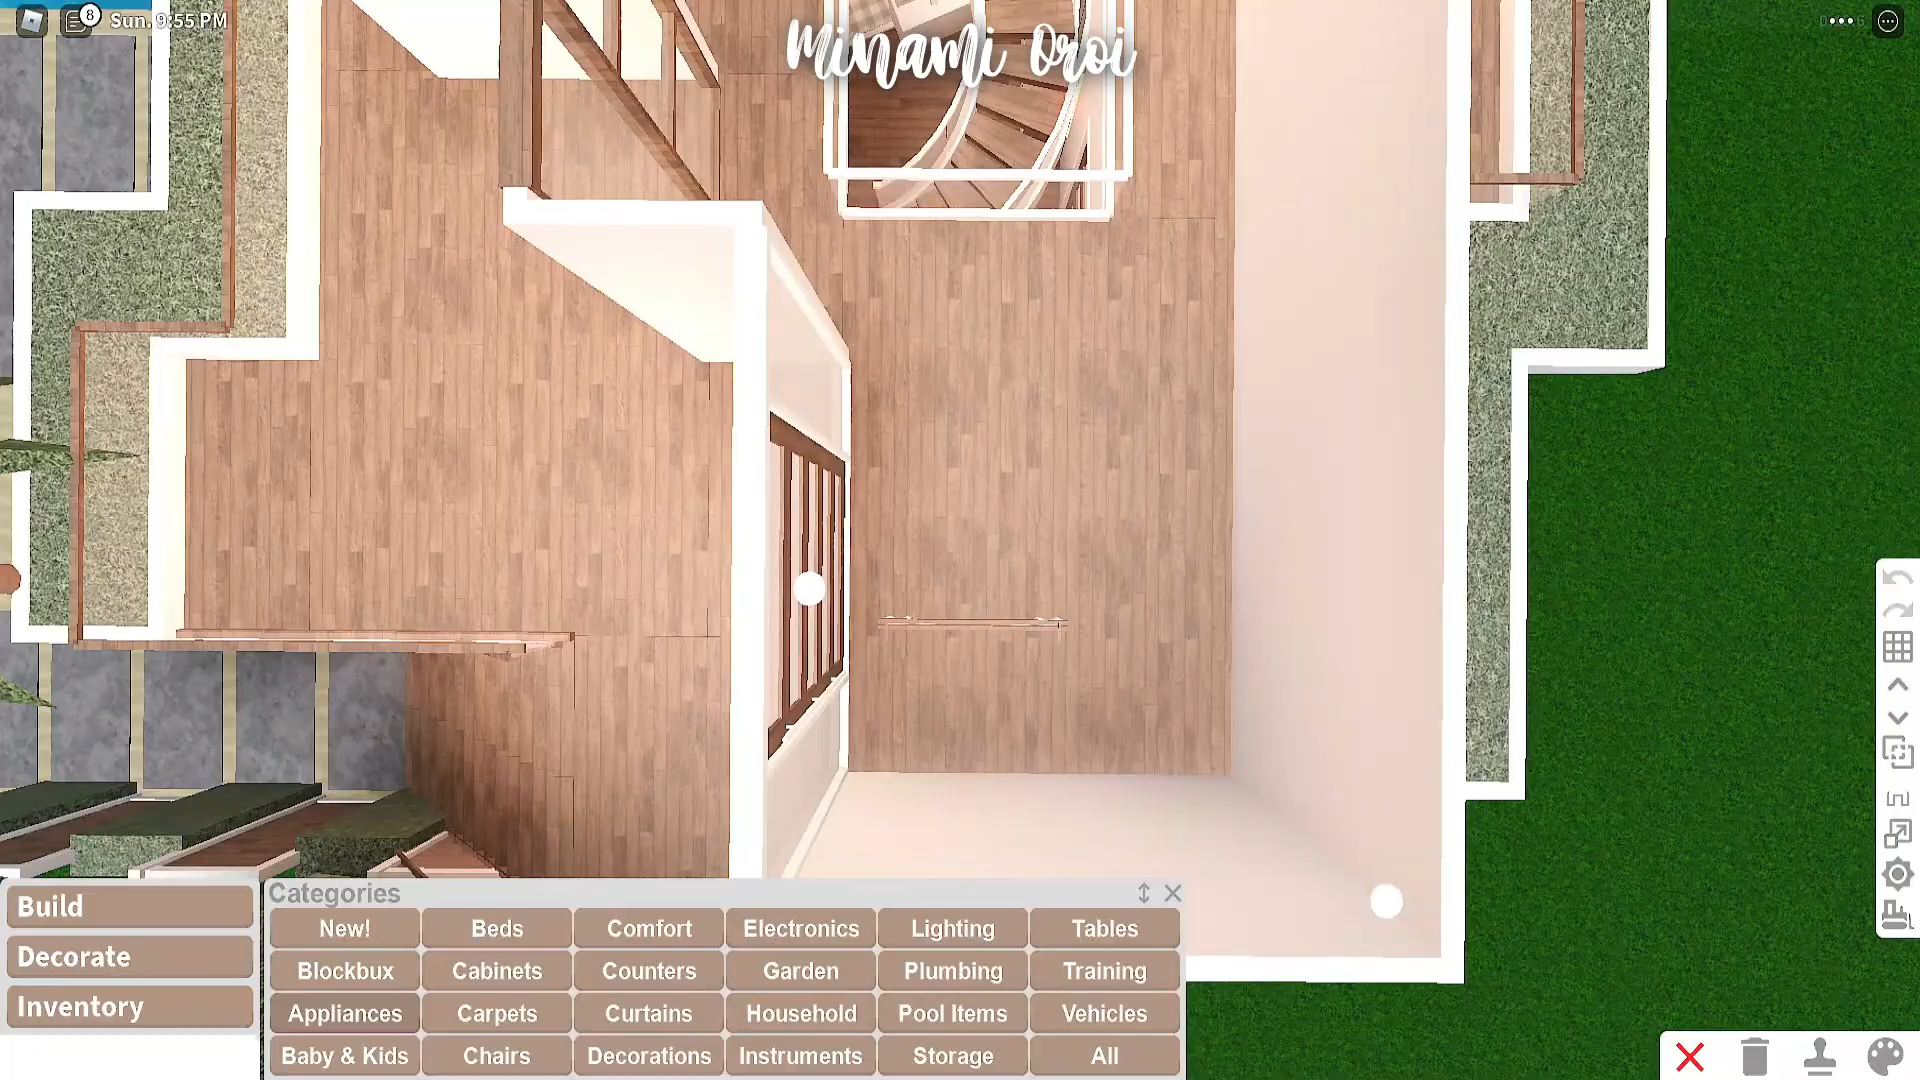 8
Sun. 9:55 PM
Minami Oroi
Build
Decorate
Inventory
Categories
New!
Beds
Comfort
Electronics
Lighting
Tables
Blockbux
Cabinets
Counters
Garden
Plumbing
Training
Appliances
Carpets
Curtains
Household
Pool Items
Vehicles
Baby & Kids
Chairs
Decorations
Instruments
Storage
All